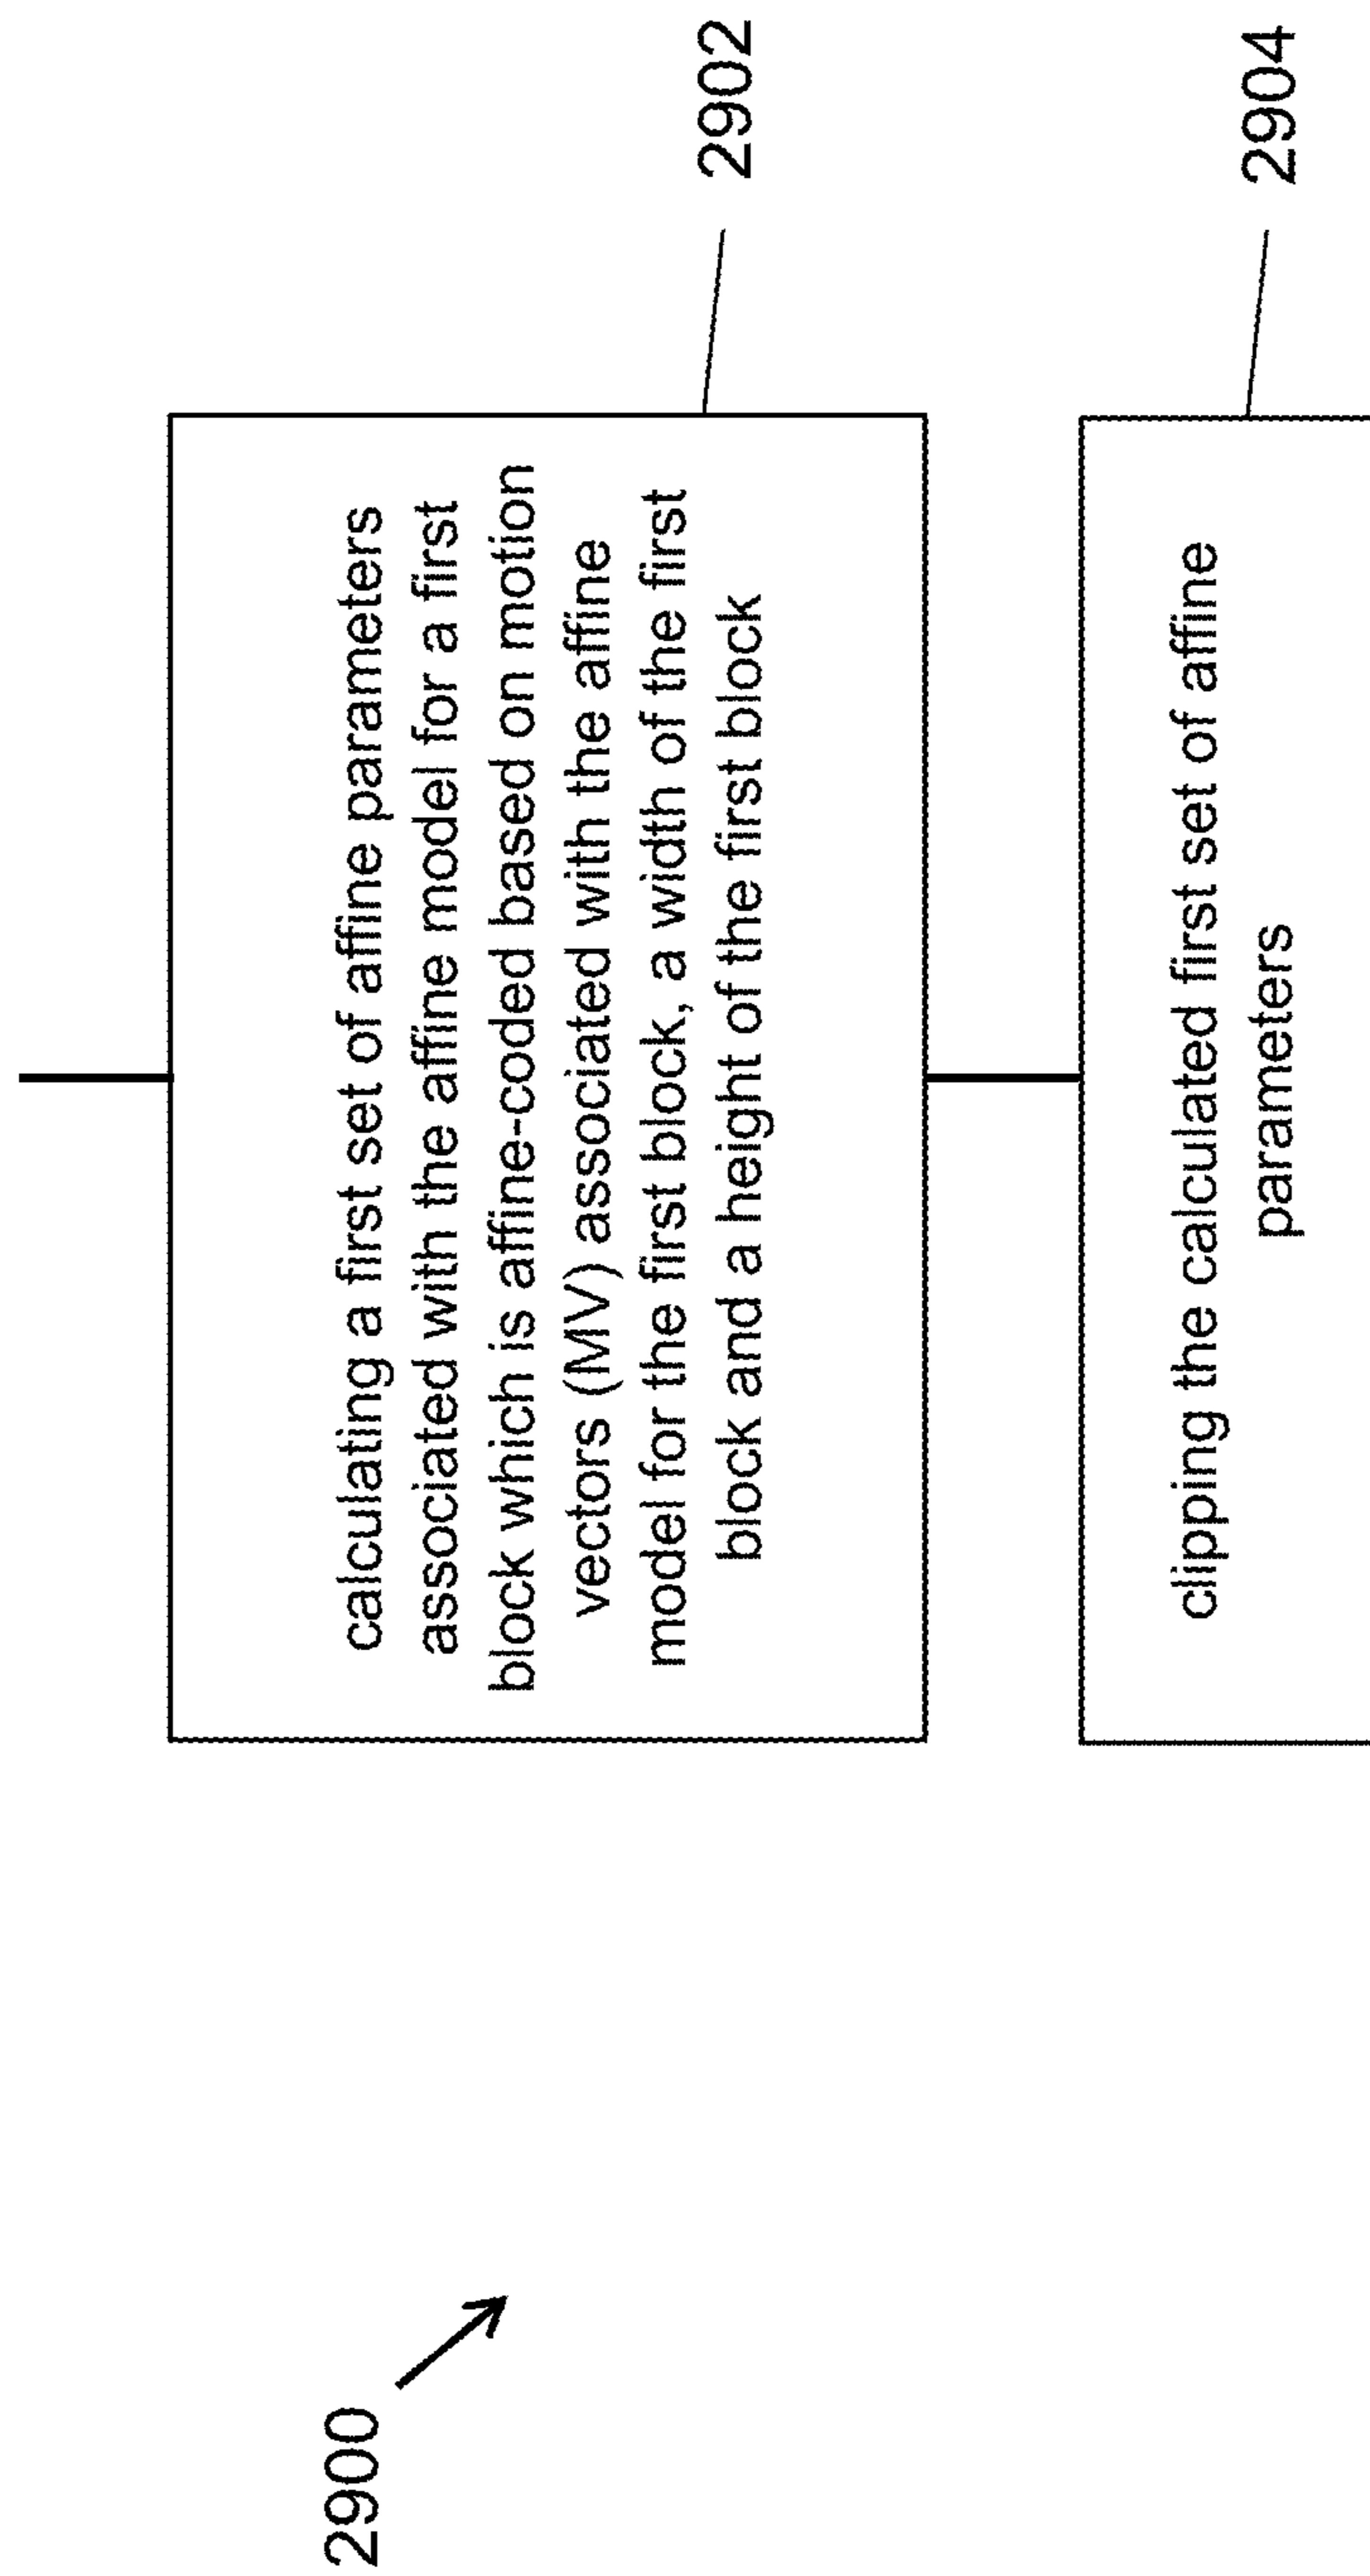 2900
calculating a first set of affine parameters
associated with the affine model for a first
block which is affine-coded based on motion
vectors (MV) associated with the affine
model for the first block, a width of the first
block and a height of the first block
2902
clipping the calculated first set of affine
parameters
2904